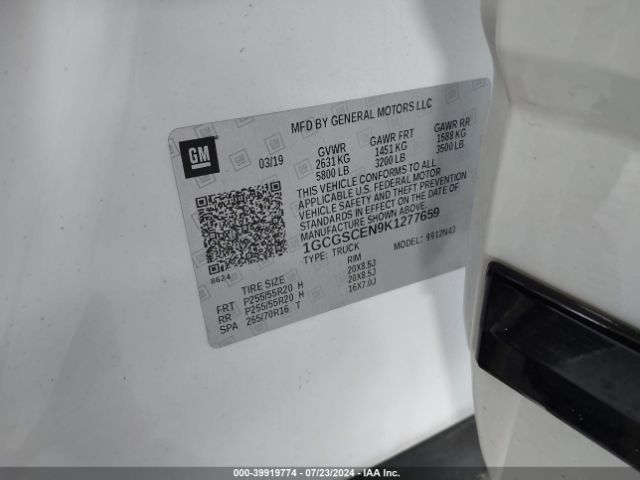 MFD BY GENERAL MOTORS LLC
GM
03/19
GVWR GAWR FRT GAWR RR
2631 KG 1451 KG 1588 KG
5800 LB 3200 LB 3500 LB
THIS VEHICLE CONFORMS TO ALL
APPLICABLE U.S. FEDERAL MOTOR
VEHICLE SAFETY AND THEFT PREVENTION
STANDARDS IN EFFECT ON THE DATE OF
MANUFACTURE SHOWN ABOVE.
1GCGSCEN9K1277659
TYPE: TRUCK MODEL: 9912N43
8624
TIRE SIZE RIM
FRT P255/55R20 H 20X8.5J
RR P255/55R20 H 20X8.5J
SPA 265/70R16 T 16X7.0J
000-39919774 / 07/23/2024 / IAA Inc.